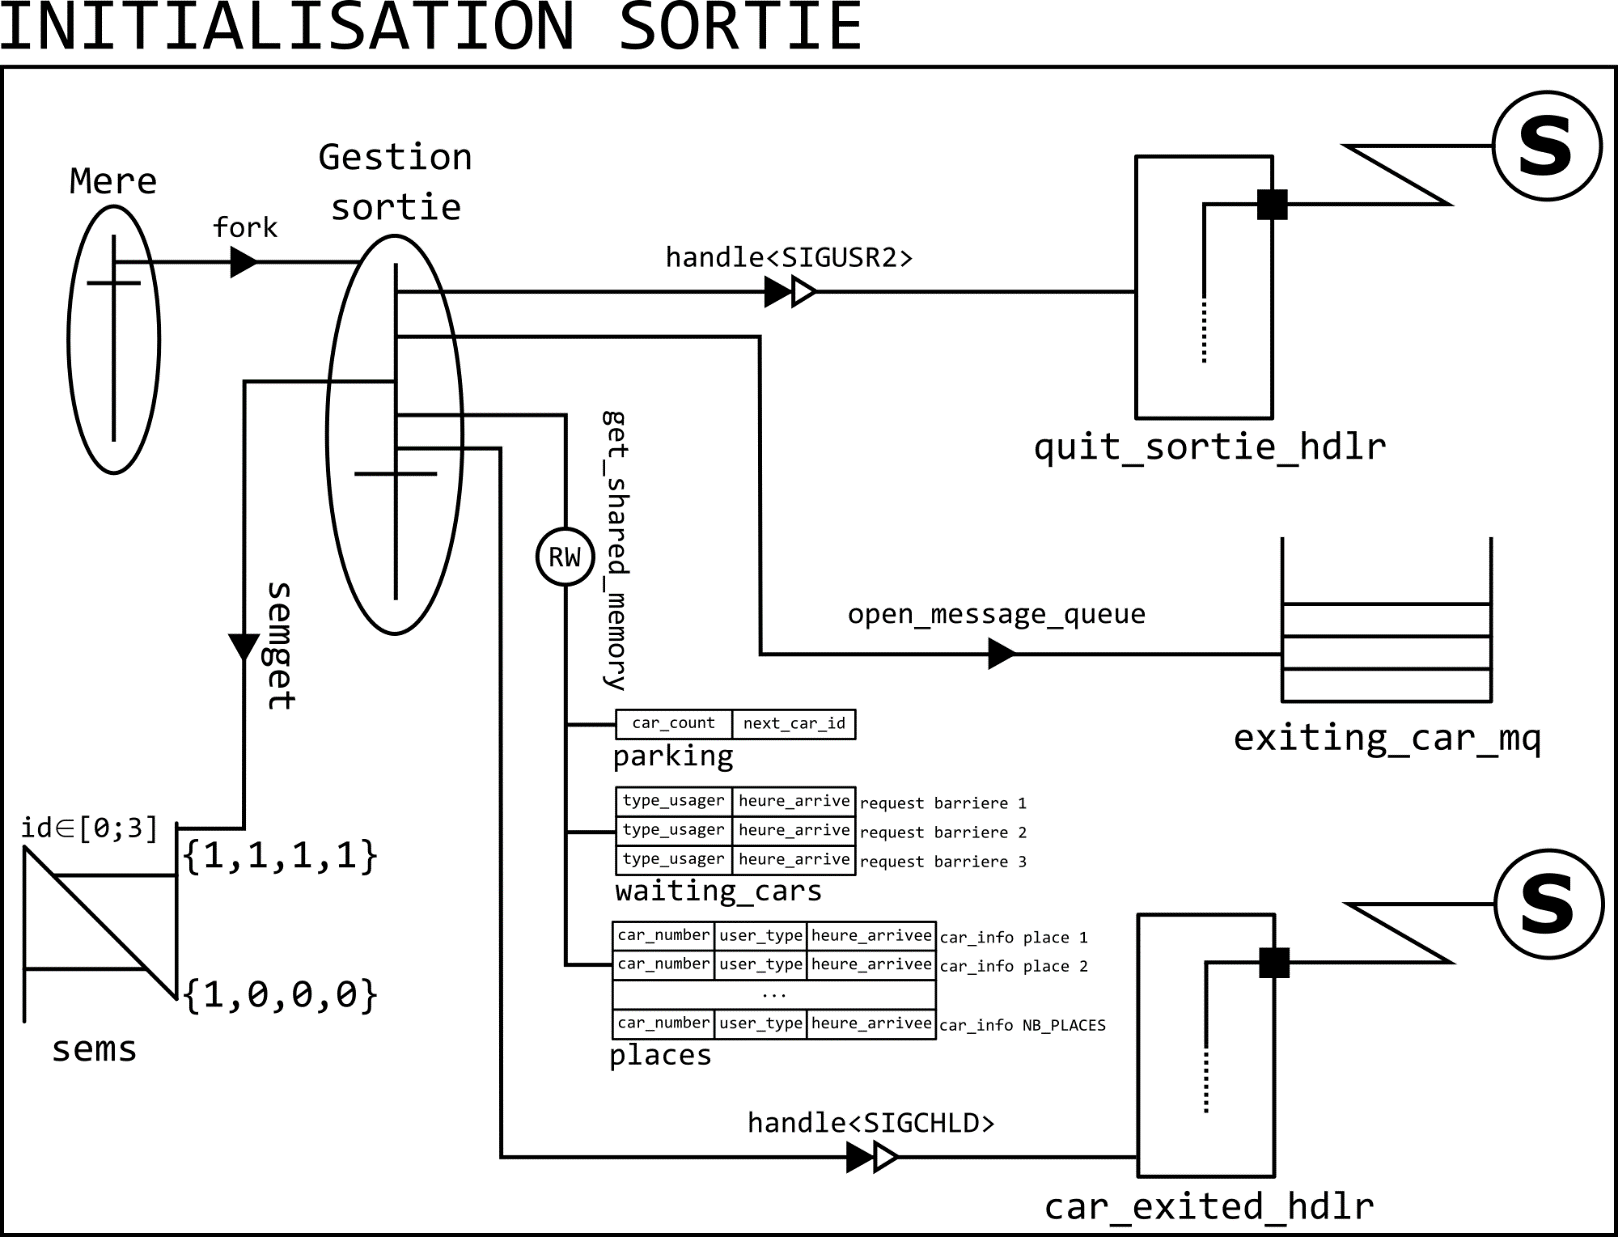 INITIALISATION SORTIE
S
Mere
fork
Gestion
sortie
handle<SIGUSR2>
quit_sortie_hdlr
get_shared_memory
RW
semget
open_message_queue
exiting_car_mq
car_count next_car_id
parking
type_usager heure_arrive request barriere 1
type_usager heure_arrive request barriere 2
type_usager heure_arrive request barriere 3
waiting_cars
id∈[0;3]
{1,1,1,1}
{1,0,0,0}
sems
car_number user_type heure_arrivee car_info place 1
car_number user_type heure_arrivee car_info place 2
...
car_number user_type heure_arrivee car_info NB_PLACES
places
S
handle<SIGCHLD>
car_exited_hdlr